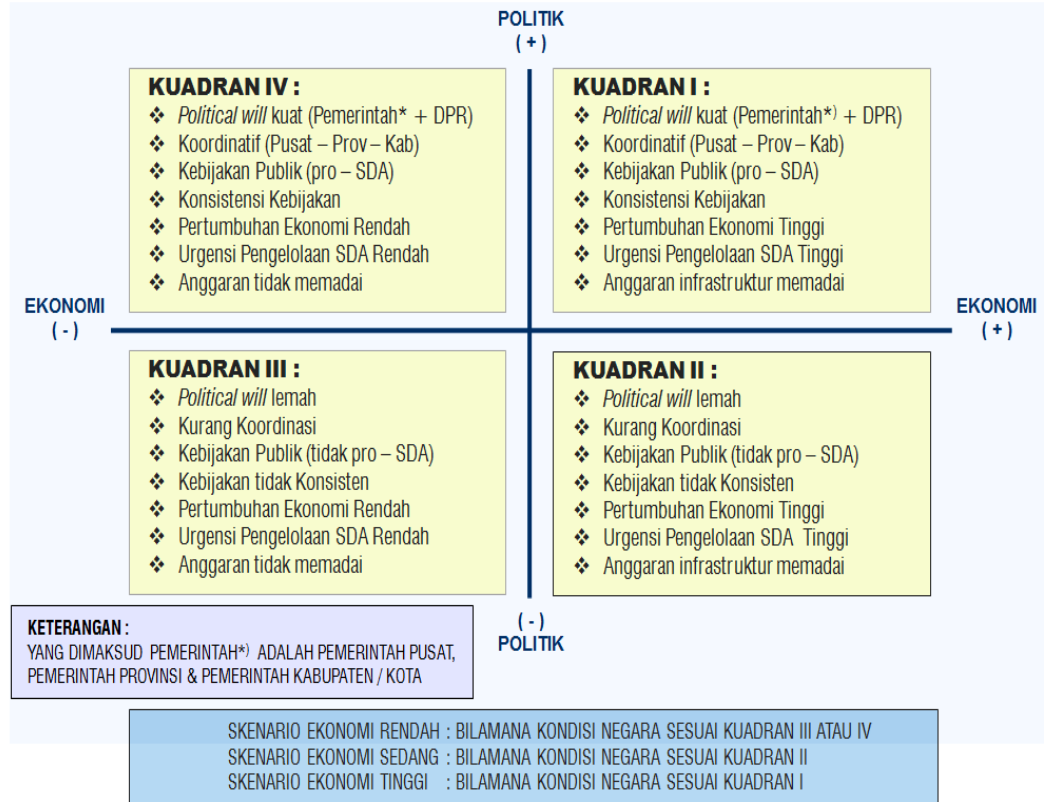 POLITIK
( + )
KUADRAN IV :
❖ Political will kuat (Pemerintah* + DPR)
❖ Koordinatif (Pusat – Prov – Kab)
❖ Kebijakan Publik (pro – SDA)
❖ Konsistensi Kebijakan
❖ Pertumbuhan Ekonomi Rendah
❖ Urgensi Pengelolaan SDA Rendah
❖ Anggaran tidak memadai
KUADRAN I :
❖ Political will kuat (Pemerintah*) + DPR)
❖ Koordinatif (Pusat – Prov – Kab)
❖ Kebijakan Publik (pro – SDA)
❖ Konsistensi Kebijakan
❖ Pertumbuhan Ekonomi Tinggi
❖ Urgensi Pengelolaan SDA Tinggi
❖ Anggaran infrastruktur memadai
EKONOMI
( - )
EKONOMI
( + )
KUADRAN III :
❖ Political will lemah
❖ Kurang Koordinasi
❖ Kebijakan Publik (tidak pro – SDA)
❖ Kebijakan tidak Konsisten
❖ Pertumbuhan Ekonomi Rendah
❖ Urgensi Pengelolaan SDA Rendah
❖ Anggaran tidak memadai
KUADRAN II :
❖ Political will lemah
❖ Kurang Koordinasi
❖ Kebijakan Publik (tidak pro – SDA)
❖ Kebijakan tidak Konsisten
❖ Pertumbuhan Ekonomi Tinggi
❖ Urgensi Pengelolaan SDA Tinggi
❖ Anggaran infrastruktur memadai
( - )
POLITIK
KETERANGAN :
YANG DIMAKSUD PEMERINTAH*) ADALAH PEMERINTAH PUSAT,
PEMERINTAH PROVINSI & PEMERINTAH KABUPATEN / KOTA
SKENARIO EKONOMI RENDAH : BILAMANA KONDISI NEGARA SESUAI KUADRAN III ATAU IV
SKENARIO EKONOMI SEDANG : BILAMANA KONDISI NEGARA SESUAI KUADRAN II
SKENARIO EKONOMI TINGGI : BILAMANA KONDISI NEGARA SESUAI KUADRAN I